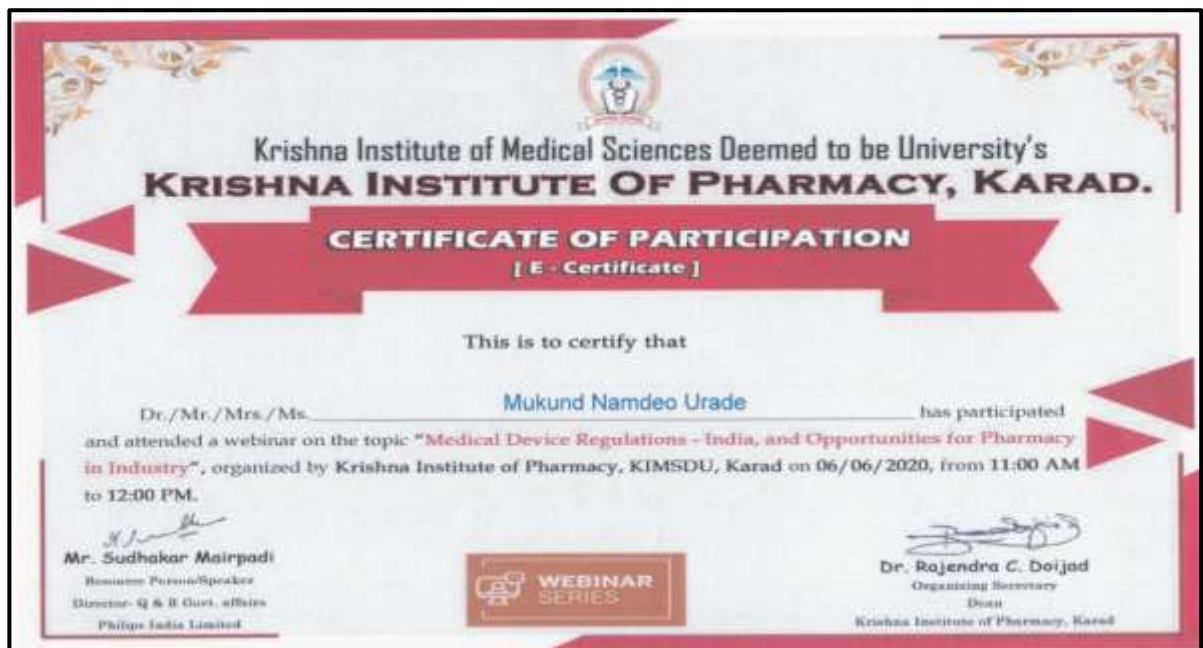 Krishna Institute of Medical Sciences Deemed to be University's
KRISHNA INSTITUTE OF PHARMACY, KARAD.
CERTIFICATE OF PARTICIPATION
[ E - Certificate ]
This is to certify that
Dr./Mr./Mrs./Ms. Mukund Namdeo Urade has participated
and attended a webinar on the topic "Medical Device Regulations - India, and Opportunities for Pharmacy
in Industry", organized by Krishna Institute of Pharmacy, KIMSDU, Karad on 06/06/2020, from 11:00 AM
to 12:00 PM.
Mr. Sudhakar Mairpadi
Resource Person/Speaker
Director- Q & R Govt. affairs
Philips India Limited
WEBINAR
SERIES
Dr. Rajendra C. Doijad
Organizing Secretary
Dean
Krishna Institute of Pharmacy, Karad